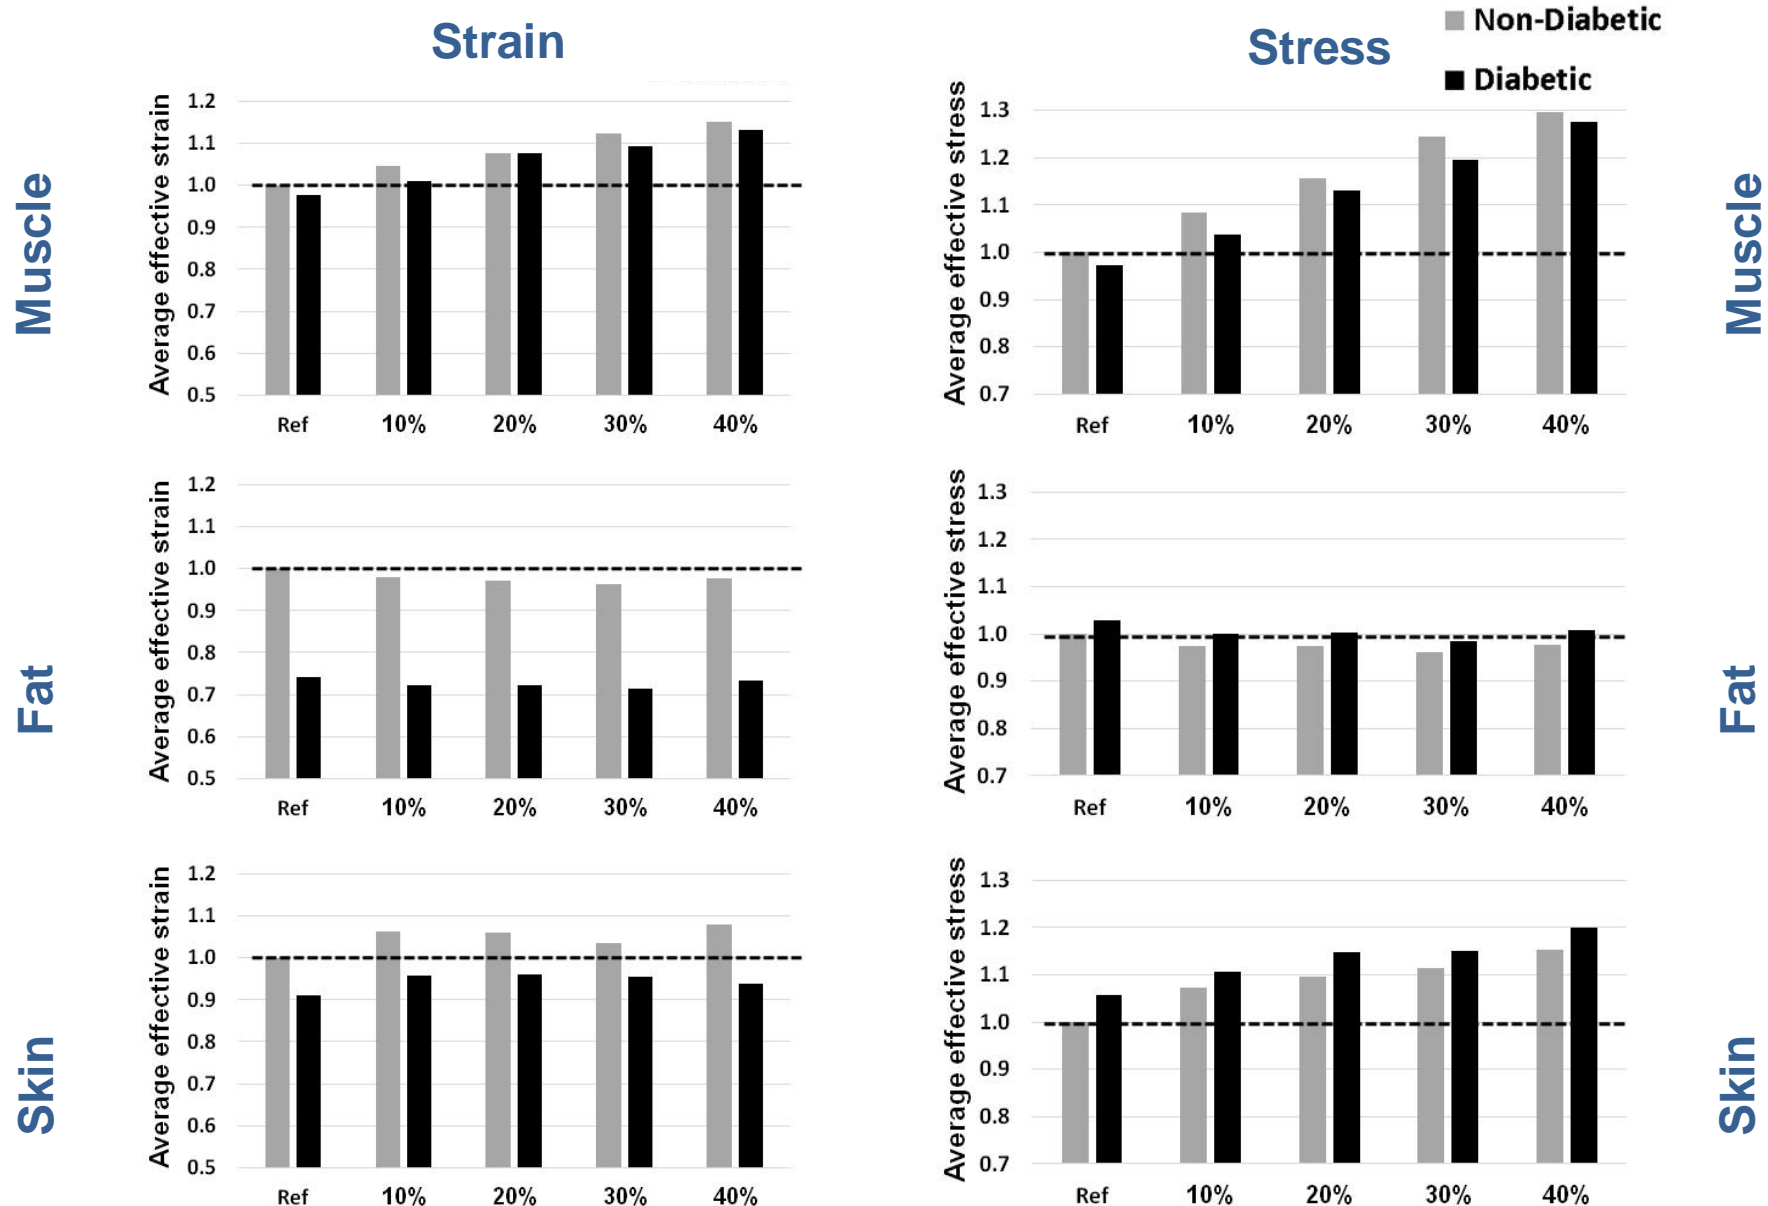 Strain
Stress
Non-Diabetic
Diabetic
Muscle
Average effective strain
1.2
1.1
1.0
0.9
0.8
0.7
0.6
0.5
Ref 10% 20% 30% 40%
Average effective stress
1.3
1.2
1.1
1.0
0.9
0.8
0.7
Ref 10% 20% 30% 40%
Muscle
Fat
Average effective strain
1.2
1.1
1.0
0.9
0.8
0.7
0.6
0.5
Ref 10% 20% 30% 40%
Average effective stress
1.3
1.2
1.1
1.0
0.9
0.8
0.7
Ref 10% 20% 30% 40%
Fat
Skin
Average effective strain
1.2
1.1
1.0
0.9
0.8
0.7
0.6
0.5
Ref 10% 20% 30% 40%
Average effective stress
1.3
1.2
1.1
1.0
0.9
0.8
0.7
Ref 10% 20% 30% 40%
Skin